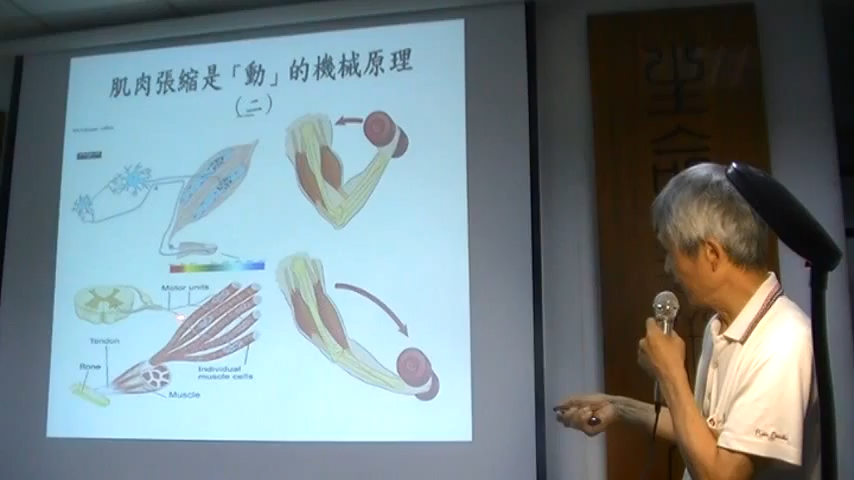 肌肉張縮是「動」的機械原理
(二)
Motor units
Tendon
Bone
Individual
muscle cells
Muscle